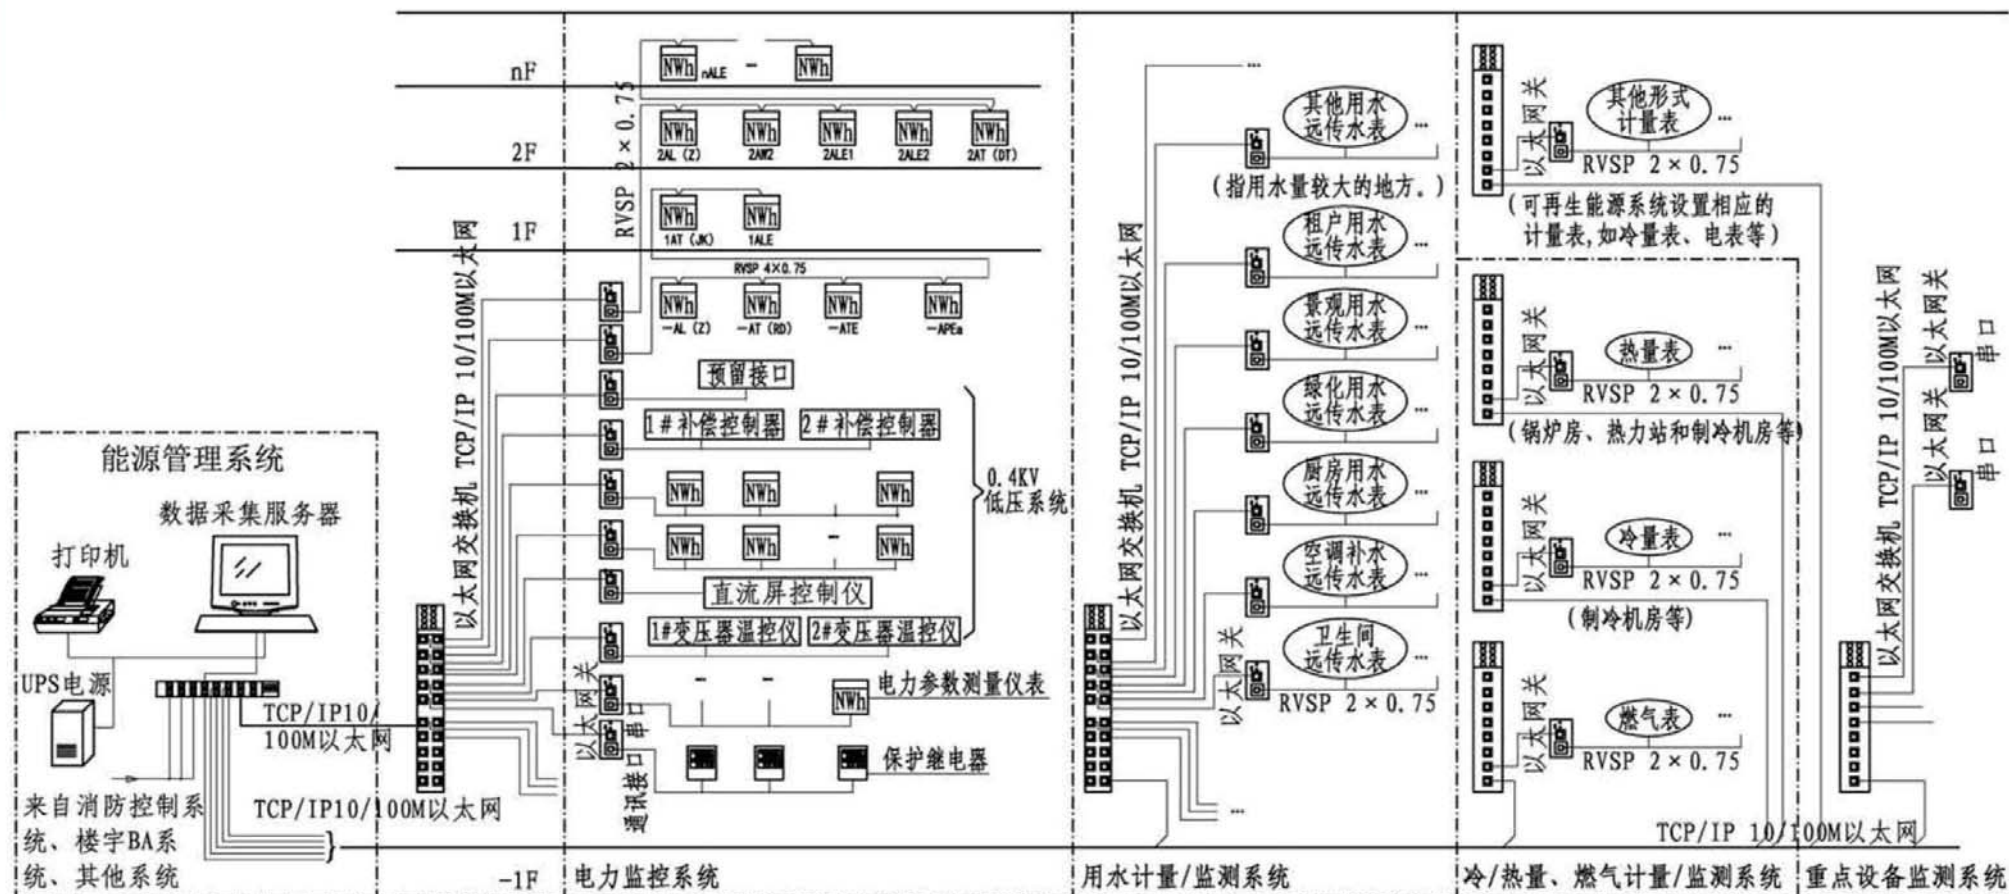 能源管理系统
数据采集服务器
打印机
UPS电源
TCP/IP10/
100M以太网
来自消防控制系
统、楼宇BA系
统、其他系统
TCP/IP10/100M以太网
nF
2F
1F
-1F
以太网交换机 TCP/IP 10/100M以太网
RVSP 2×0.75
NWh
nALE
NWh
NWh NWh NWh NWh NWh
2AL(Z) 2AW2 2ALE1 2ALE2 2AT(DT)
NWh NWh
1AT(JK) 1ALE
RVSP 4×0.75
NWh NWh NWh NWh
—AL(Z) —AT(RD) —ATE —APEa
预留接口
1#补偿控制器 2#补偿控制器
NWh NWh NWh
NWh NWh NWh
0.4KV
低压系统
直流屏控制仪
1#变压器温控仪 2#变压器温控仪
以太网关
串口
通讯接口
NWh
电力参数测量仪表
保护继电器
电力监控系统
以太网交换机 TCP/IP 10/100M以太网
...
其他用水
远传水表
...
(指用水量较大的地方。)
租户用水
远传水表
...
景观用水
远传水表
...
绿化用水
远传水表
...
厨房用水
远传水表
...
空调补水
远传水表
...
卫生间
远传水表
...
以太网关
RVSP 2×0.75
...
用水计量/监测系统
以太网关
其他形式
计量表
...
RVSP 2×0.75
(可再生能源系统设置相应的
计量表,如冷量表、电表等)
以太网关
热量表
...
RVSP 2×0.75
(锅炉房、热力站和制冷机房等)
以太网关
冷量表
...
RVSP 2×0.75
(制冷机房等)
以太网关
燃气表
...
RVSP 2×0.75
TCP/IP 10/100M以太网
冷/热量、燃气计量/监测系统
以太网交换机 TCP/IP 10/100M以太网
以太网关
串口
以太网关
串口
重点设备监测系统